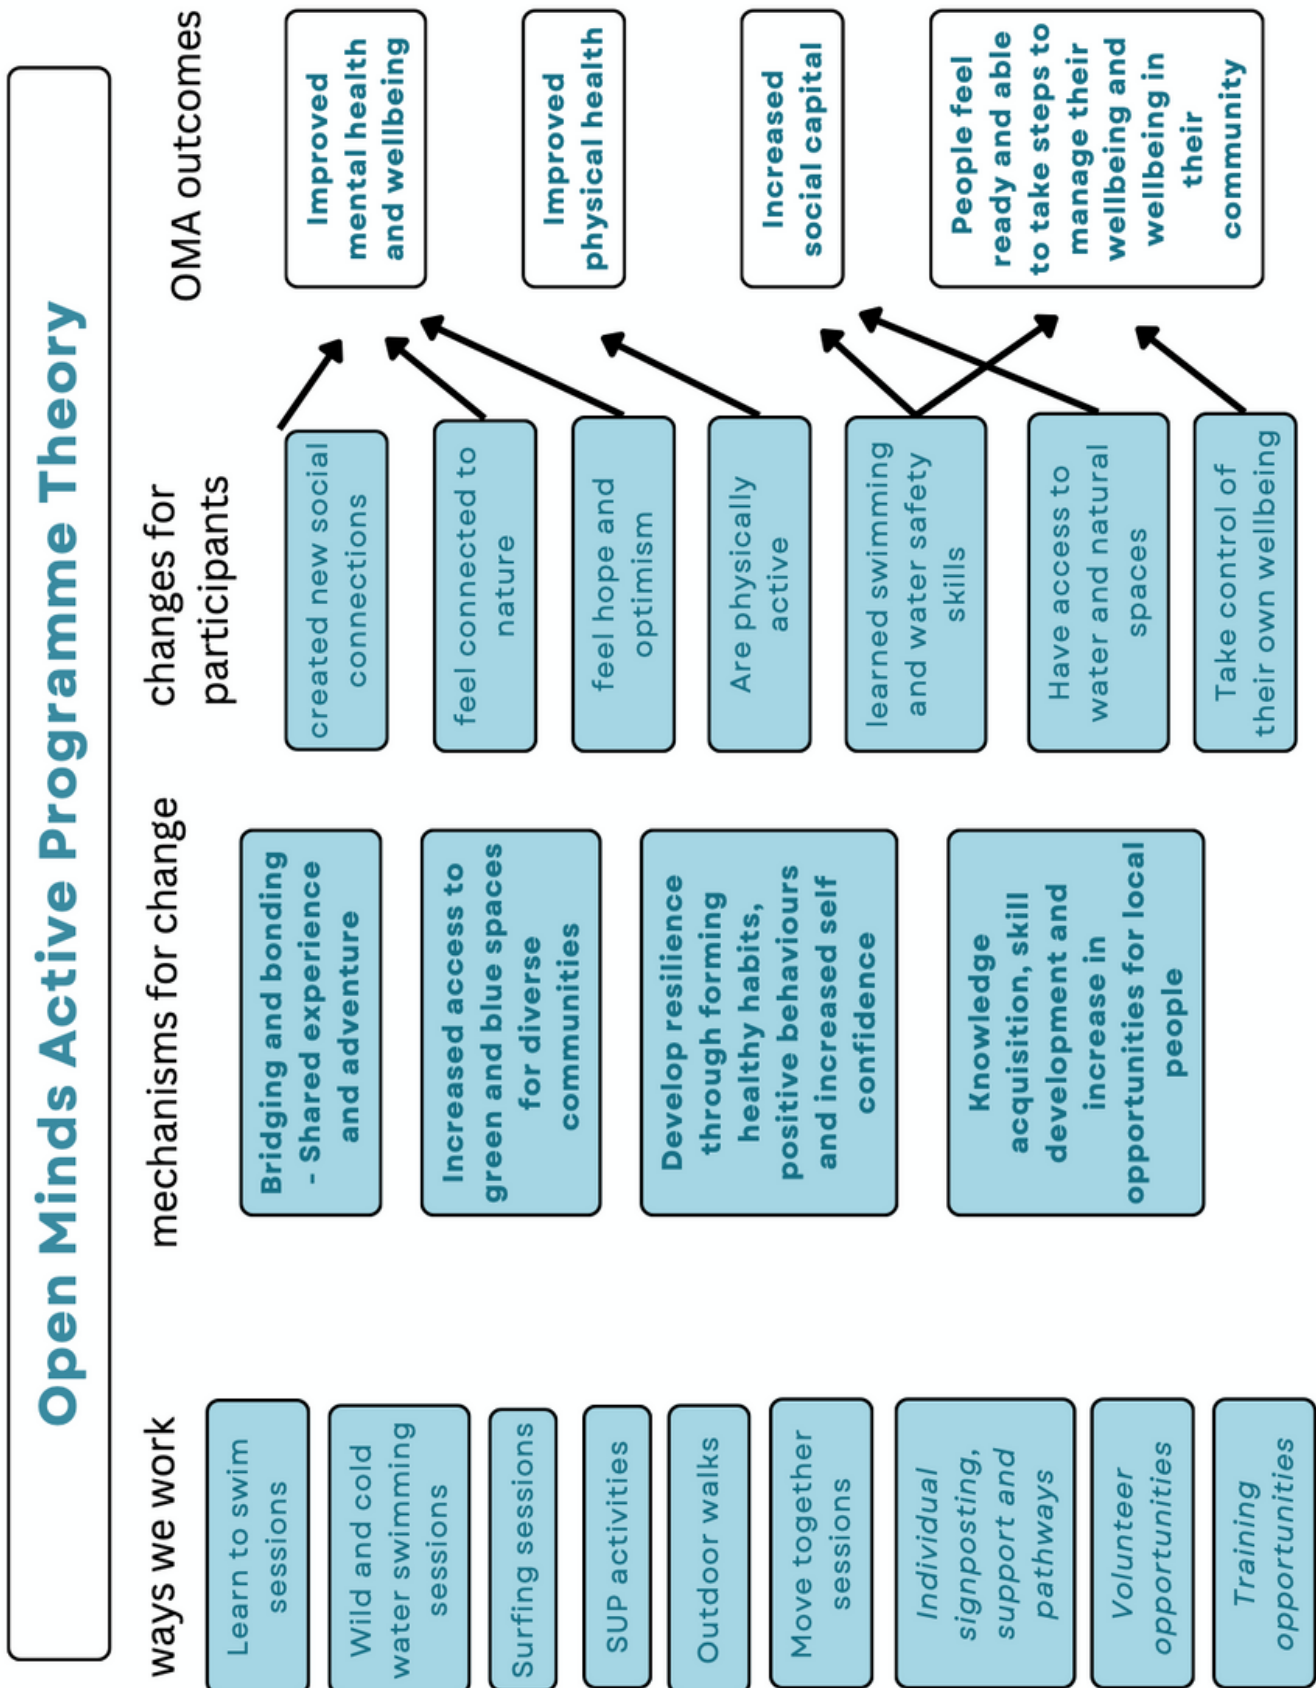 Open Minds Active Programme Theory
ways we work
Learn to swim
sessions
Wild and cold
water swimming
sessions
Surfing sessions
SUP activities
Outdoor walks
Move together
sessions
Individual
signposting,
support and
pathways
Volunteer
opportunities
Training
opportunities
mechanisms for change
Bridging and bonding
- Shared experience
and adventure
Increased access to
green and blue spaces
for diverse
communities
Develop resilience
through forming
healthy habits,
positive behaviours
and increased self
confidence
Knowledge
acquisition, skill
development and
increase in
opportunities for local
people
changes for
participants
created new social
connections
feel connected to
nature
feel hope and
optimism
Are physically
active
learned swimming
and water safety
skills
Have access to
water and natural
spaces
Take control of
their own wellbeing
OMA outcomes
Improved
mental health
and wellbeing
Improved
physical health
Increased
social capital
People feel
ready and able
to take steps to
manage their
wellbeing and
wellbeing in
their
community